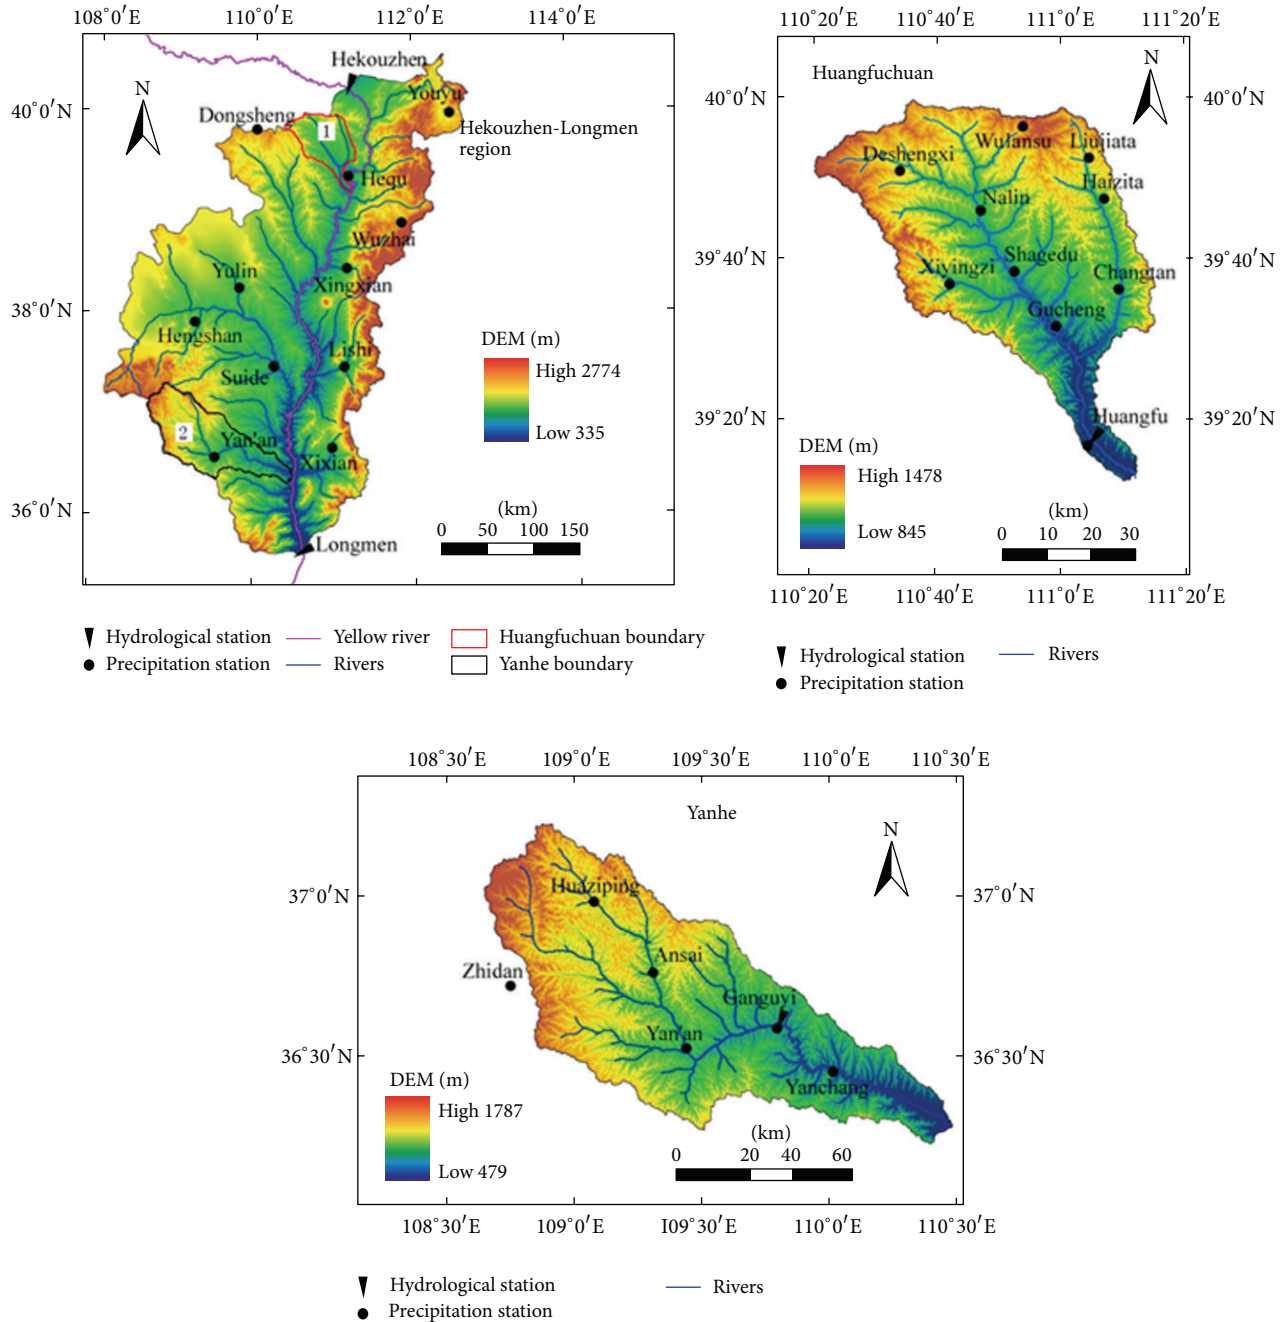 108°0′E 110°0′E 112°0′E 114°0′E
40°0′N
38°0′N
36°0′N
N
Hekouzhen
Youyu
Dongsheng
Hekouzhen-Longmen
region
1
Hequ
Wuzhai
Yulin
Xingxian
Hengshan
Lishi
Suide
2
Yan'an
Xixian
Longmen
DEM (m)
High 2774
Low 335
(km)
0 50 100 150
110°0′E 112°0′E
Hydrological station
Precipitation station
Yellow river
Rivers
Huangfuchuan boundary
Yanhe boundary
110°20′E 110°40′E 111°0′E 111°20′E
Huangfuchuan
N
40°0′N 40°0′N
39°40′N 39°40′N
39°20′N 39°20′N
Wulansu
Liujiata
Deshengxi
Haizita
Nalin
Shagedu
Xiyingzi
Changtan
Gucheng
Huangfu
DEM (m)
High 1478
Low 845
(km)
0 10 20 30
110°20′E 110°40′E 111°0′E 111°20′E
Hydrological station
Precipitation station
Rivers
108°30′E 109°0′E 109°30′E 110°0′E 110°30′E
Yanhe
N
37°0′N 37°0′N
36°30′N 36°30′N
Huaziping
Ansai
Zhidan
Ganguyi
Yan'an
Yanchang
DEM (m)
High 1787
Low 479
(km)
0 20 40 60
108°30′E 109°0′E I09°30′E 110°0′E 110°30′E
Hydrological station
Precipitation station
Rivers